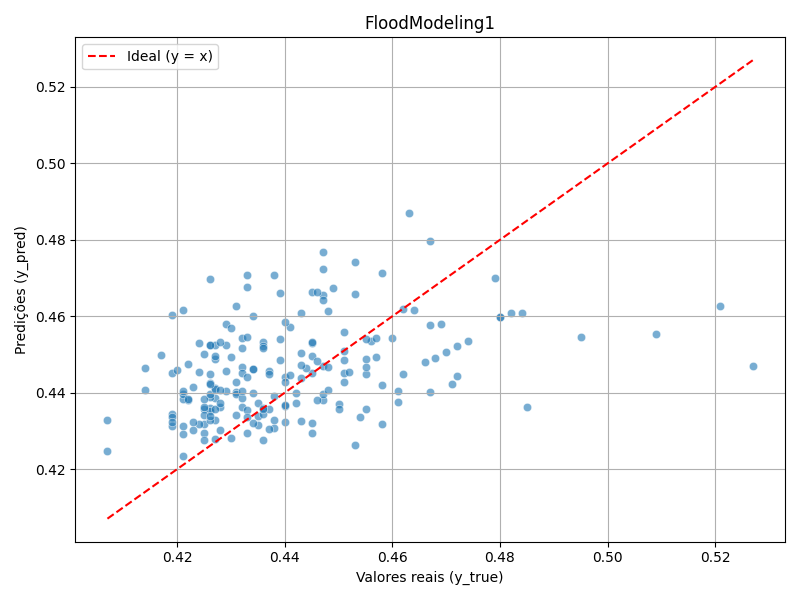 FloodModeling1
Ideal (y = x)
Predições (y_pred)
0.52
0.50
0.48
0.46
0.44
0.42
0.42 0.44 0.46 0.48 0.50 0.52
Valores reais (y_true)